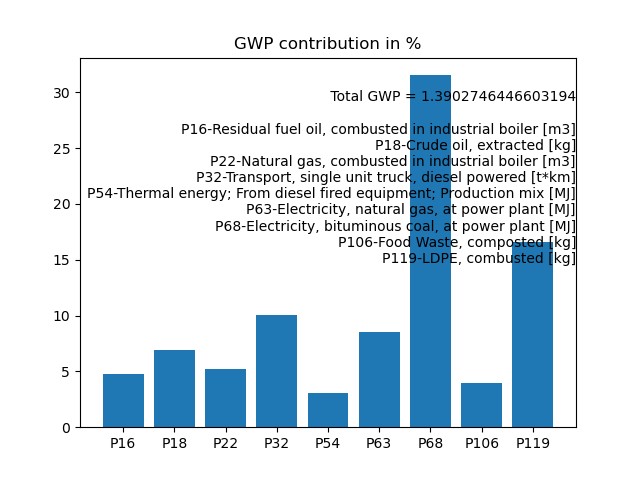 GWP contribution in %
30
25
20
15
10
5
0
Total GWP = 1.3902746446603194
P16-Residual fuel oil, combusted in industrial boiler [m3]
P18-Crude oil, extracted [kg]
P22-Natural gas, combusted in industrial boiler [m3]
P32-Transport, single unit truck, diesel powered [t*km]
P54-Thermal energy; From diesel fired equipment; Production mix [MJ]
P63-Electricity, natural gas, at power plant [MJ]
P68-Electricity, bituminous coal, at power plant [MJ]
P106-Food Waste, composted [kg]
P119-LDPE, combusted [kg]
P16 P18 P22 P32 P54 P63 P68 P106 P119